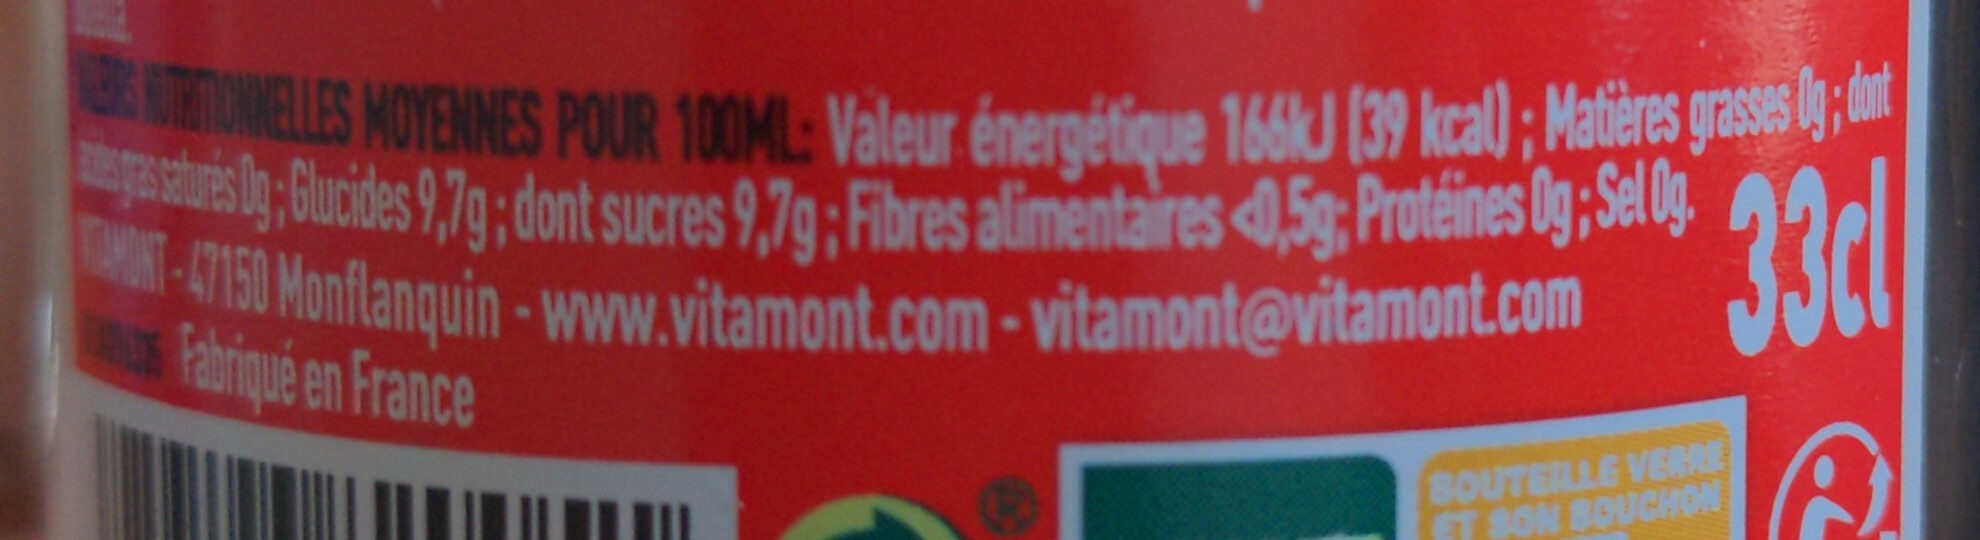 VALEURS NUTRITIONNELLES MOYENNES POUR 100ML: Valeur énergétique 166kJ (39 kcal) ; Matières grasses 0g ; dont
acides gras saturés 0g ; Glucides 9,7g ; dont sucres 9,7g ; Fibres alimentaires <0,5g; Protéines 0g ; Sel 0g.
VITAMONT - 47150 Monflanquin - www.vitamont.com - vitamont@vitamont.com
33cl
Fabriqué en France
®
BOUTEILLE VERRE
ET SON BOUCHON